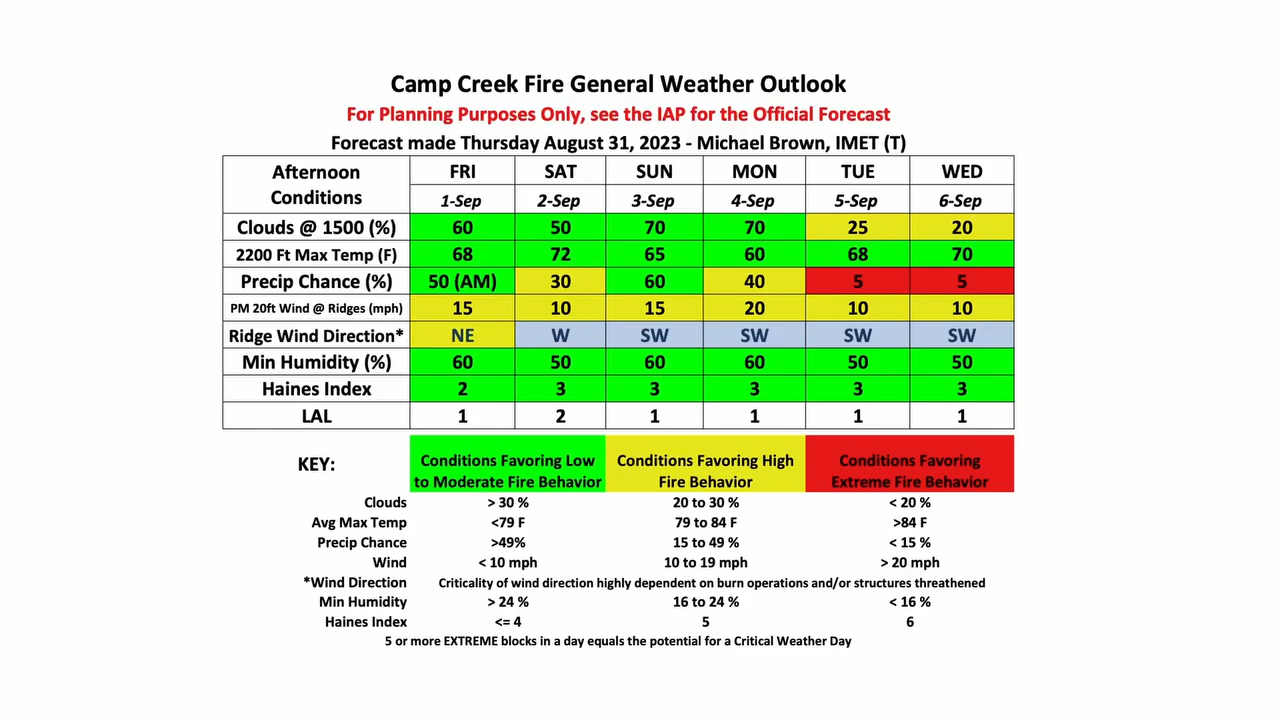 Camp Creek Fire General Weather Outlook
For Planning Purposes Only, see the IAP for the Official Forecast
Forecast made Thursday August 31, 2023 - Michael Brown, IMET (T)
Afternoon Conditions FRI SAT SUN MON TUE WED
1-Sep 2-Sep 3-Sep 4-Sep 5-Sep 6-Sep
Clouds @ 1500 (%) 60 50 70 70 25 20
2200 Ft Max Temp (F) 68 72 65 60 68 70
Precip Chance (%) 50 (AM) 30 60 40 5 5
PM 20ft Wind @ Ridges (mph) 15 10 15 20 10 10
Ridge Wind Direction* NE W SW SW SW SW
Min Humidity (%) 60 50 60 60 50 50
Haines Index 2 3 3 3 3 3
LAL 1 2 1 1 1 1
KEY: Conditions Favoring Low to Moderate Fire Behavior Conditions Favoring High Fire Behavior Conditions Favoring Extreme Fire Behavior
Clouds > 30 % 20 to 30 % < 20 %
Avg Max Temp <79 F 79 to 84 F >84 F
Precip Chance >49% 15 to 49 % < 15 %
Wind < 10 mph 10 to 19 mph > 20 mph
*Wind Direction Criticality of wind direction highly dependent on burn operations and/or structures threathened
Min Humidity > 24 % 16 to 24 % < 16 %
Haines Index <= 4 5 6
5 or more EXTREME blocks in a day equals the potential for a Critical Weather Day